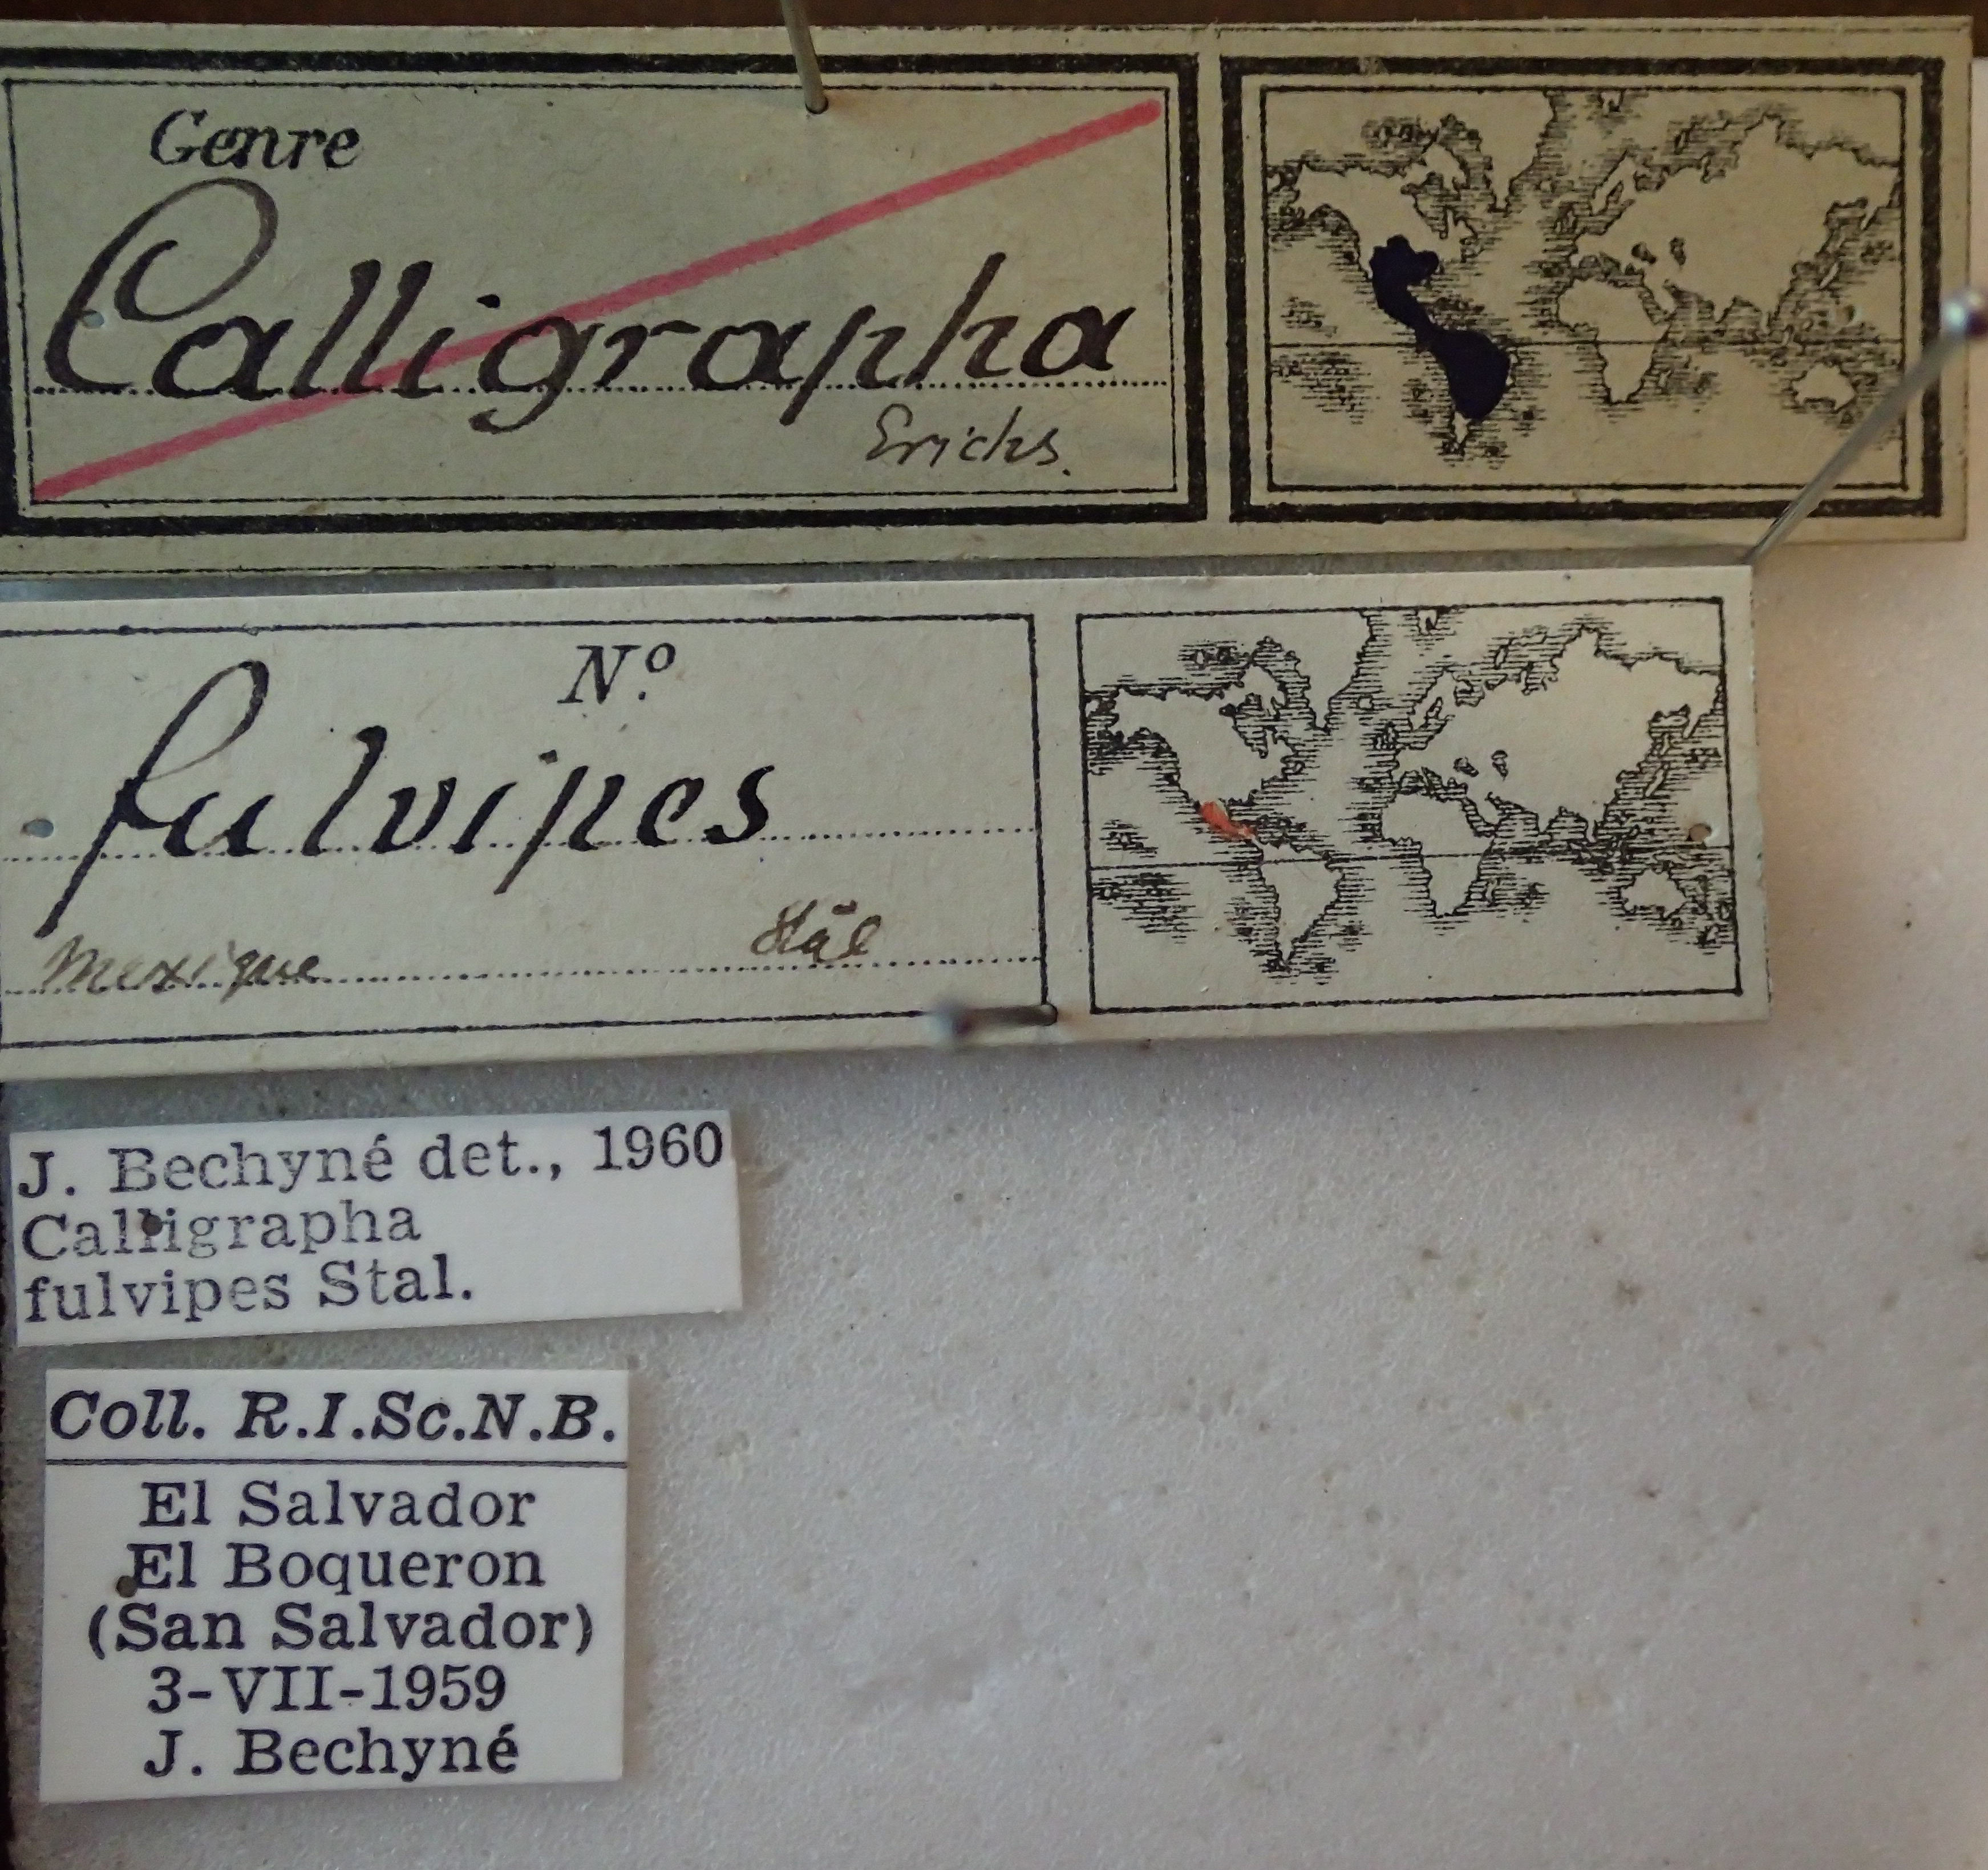 Genre
Calligrapha
Erichs.
Nº
fulvipes
Stål
Mexique
J. Bechyné det., 1960
Calligrapha
fulvipes Stal.
Coll. R.I.Sc.N.B.
El Salvador
El Boqueron
(San Salvador)
3-VII-1959
J. Bechyné